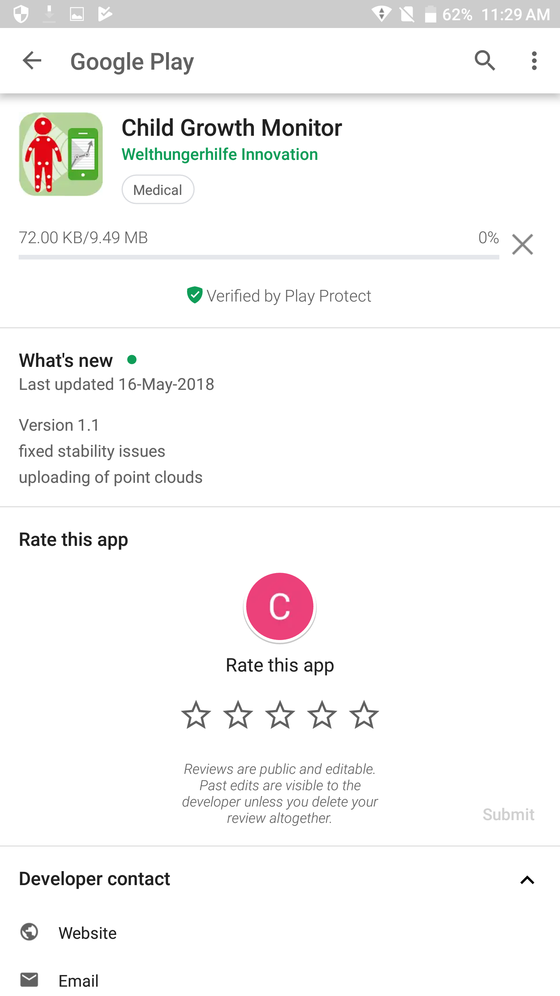 62% 11:29 AM
Google Play
Child Growth Monitor
Welthungerhilfe Innovation
Medical
72.00 KB/9.49 MB 0%
Verified by Play Protect
What's new
Last updated 16-May-2018
Version 1.1
fixed stability issues
uploading of point clouds
Rate this app
C
Rate this app
Reviews are public and editable.
Past edits are visible to the
developer unless you delete your
review altogether.
Submit
Developer contact
Website
Email